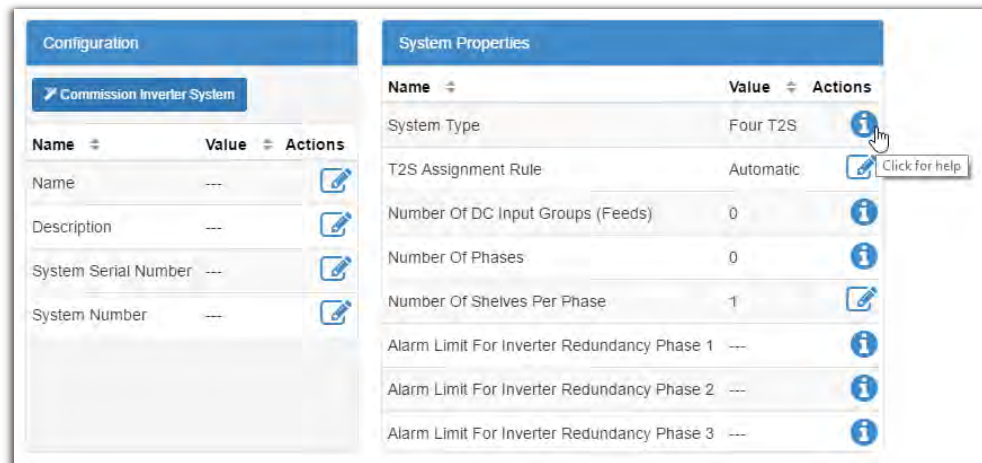 Configuration
Commission Inverter System
Name Value Actions
Name ---
Description ---
System Serial Number ---
System Number ---
System Properties
Name Value Actions
System Type Four T2S
Click for help
T2S Assignment Rule Automatic
Number Of DC Input Groups (Feeds) 0
Number Of Phases 0
Number Of Shelves Per Phase 1
Alarm Limit For Inverter Redundancy Phase 1 ---
Alarm Limit For Inverter Redundancy Phase 2 ---
Alarm Limit For Inverter Redundancy Phase 3 ---